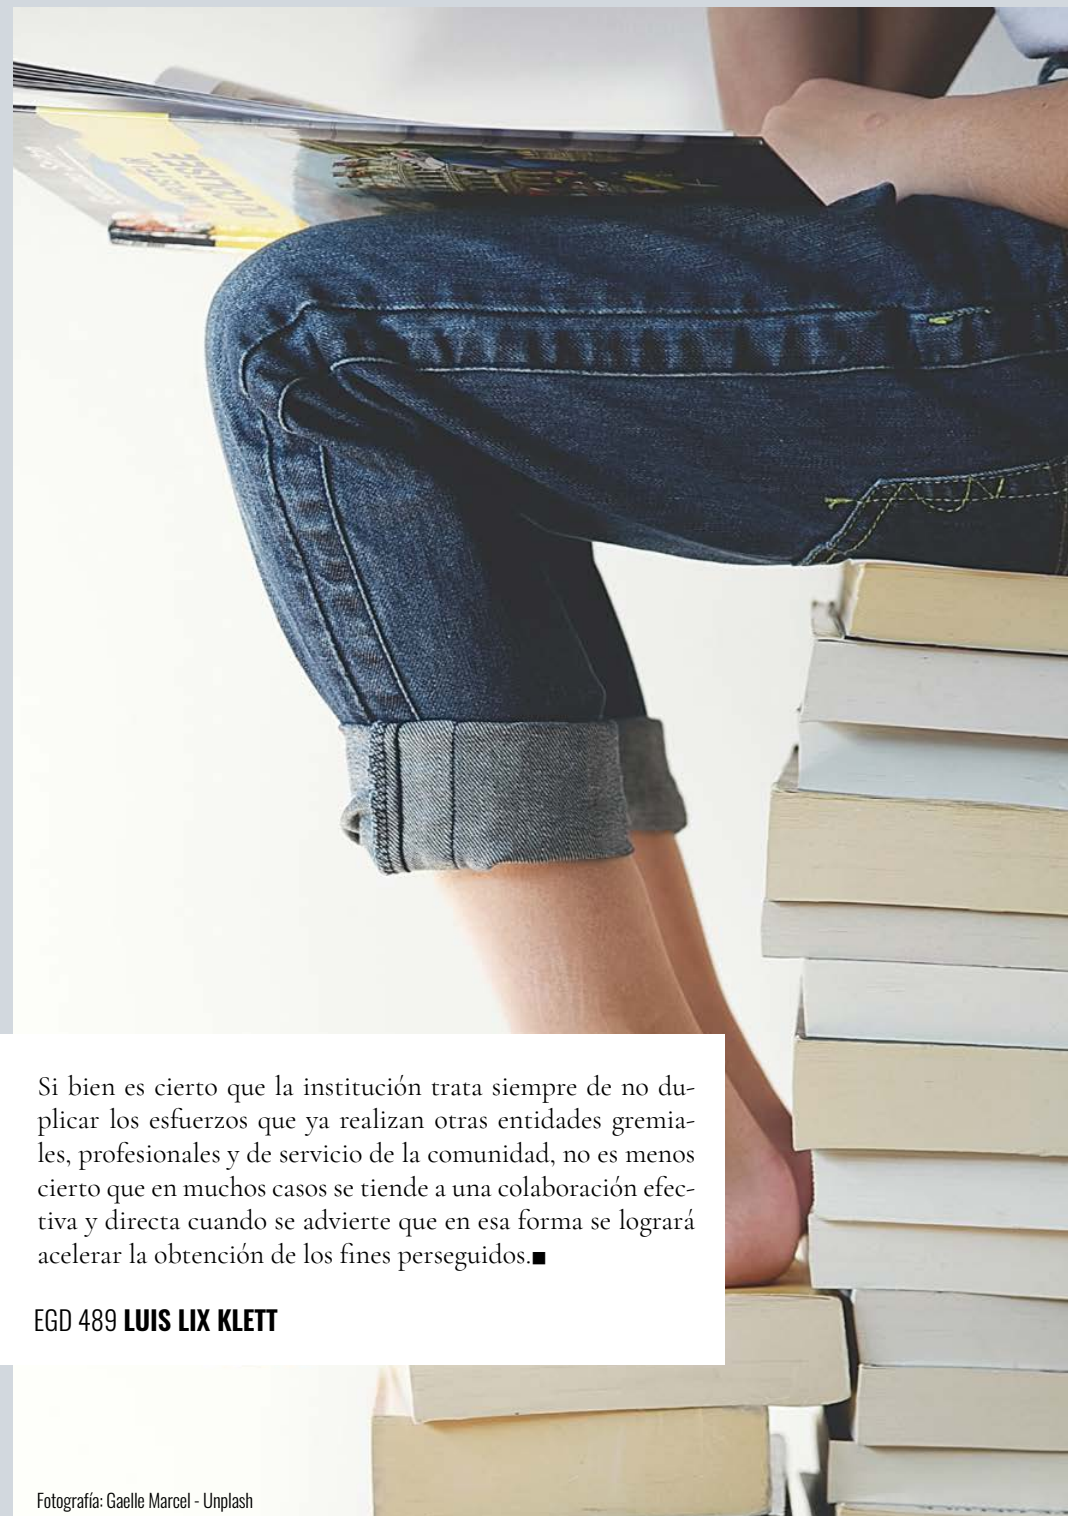 Si bien es cierto que la institución trata siempre de no du-
plicar los esfuerzos que ya realizan otras entidades gremia-
les, profesionales y de servicio de la comunidad, no es menos
cierto que en muchos casos se tiende a una colaboración efec-
tiva y directa cuando se advierte que en esa forma se logrará
acelerar la obtención de los fines perseguidos.■
EGD 489 LUIS LIX KLETT
Fotografía: Gaelle Marcel - Unplash